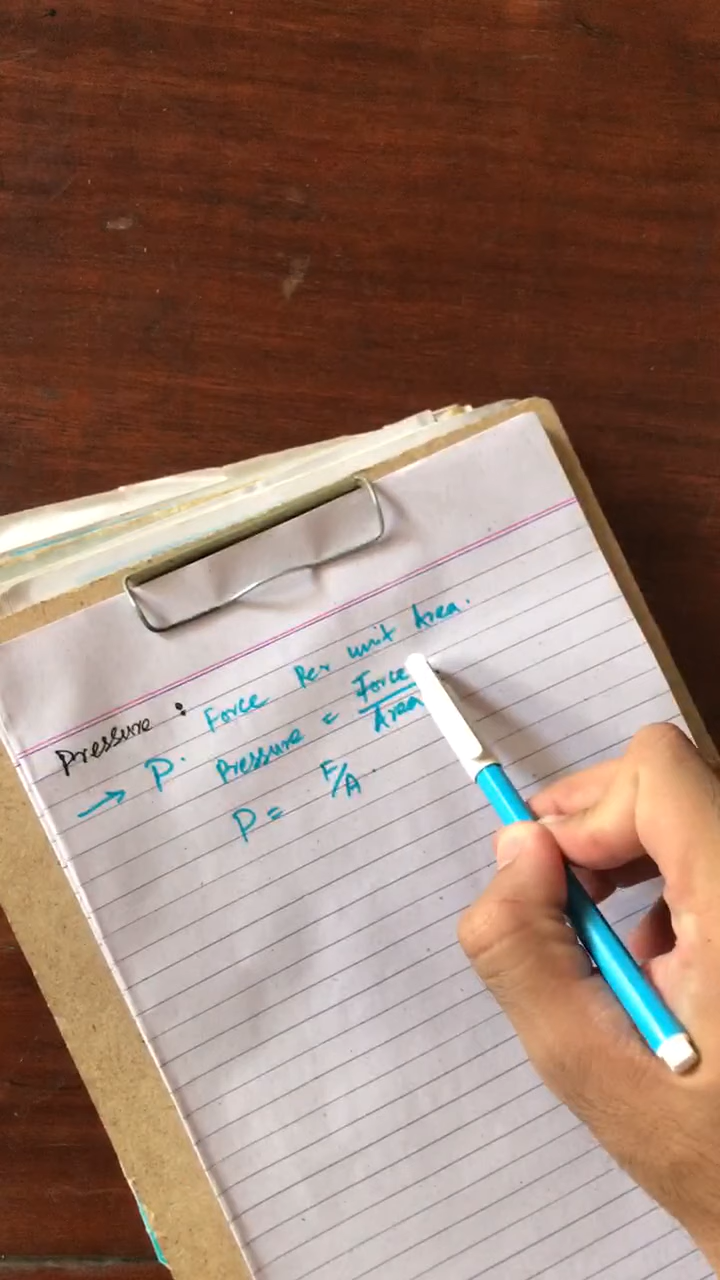 Pressure : Force Per unit Area.
→ P. Pressure = Force/Area
P = F/A.